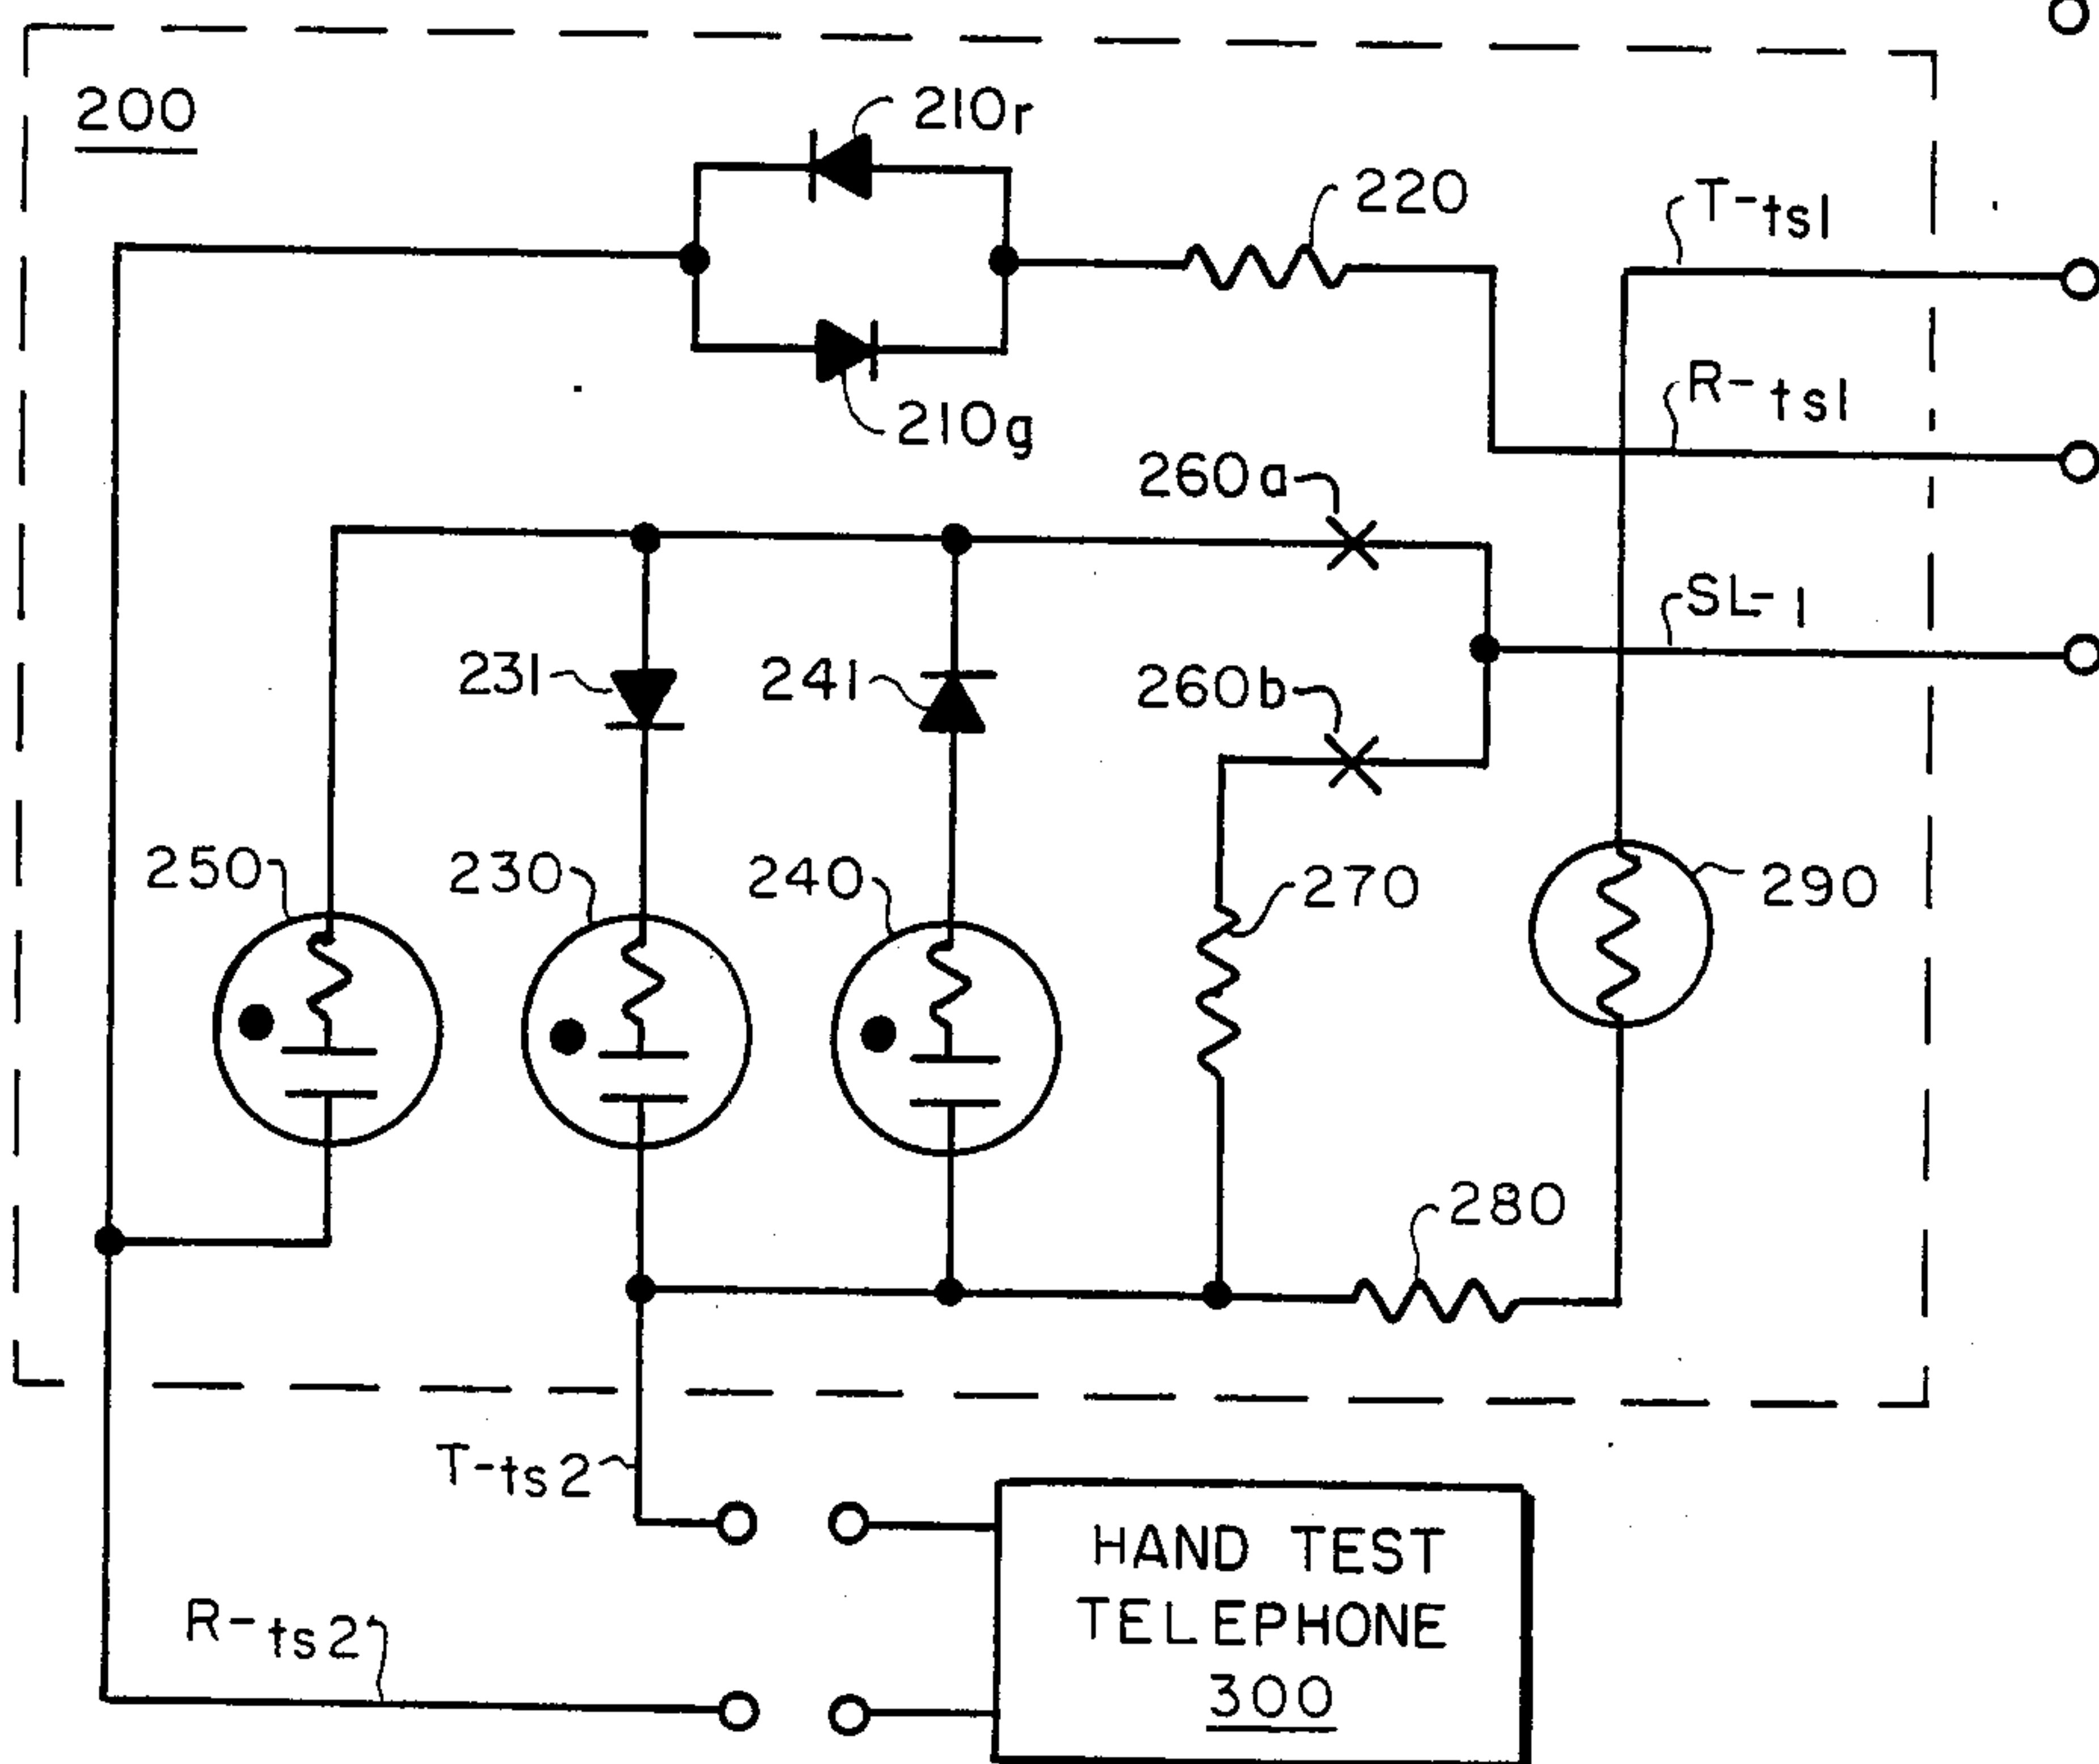 200
210r
220
T-ts1
210g
R-ts1
260a
SL-1
231
241
260b
250
230
240
270
290
280
T-ts2
HAND TEST
TELEPHONE
300
R-ts2